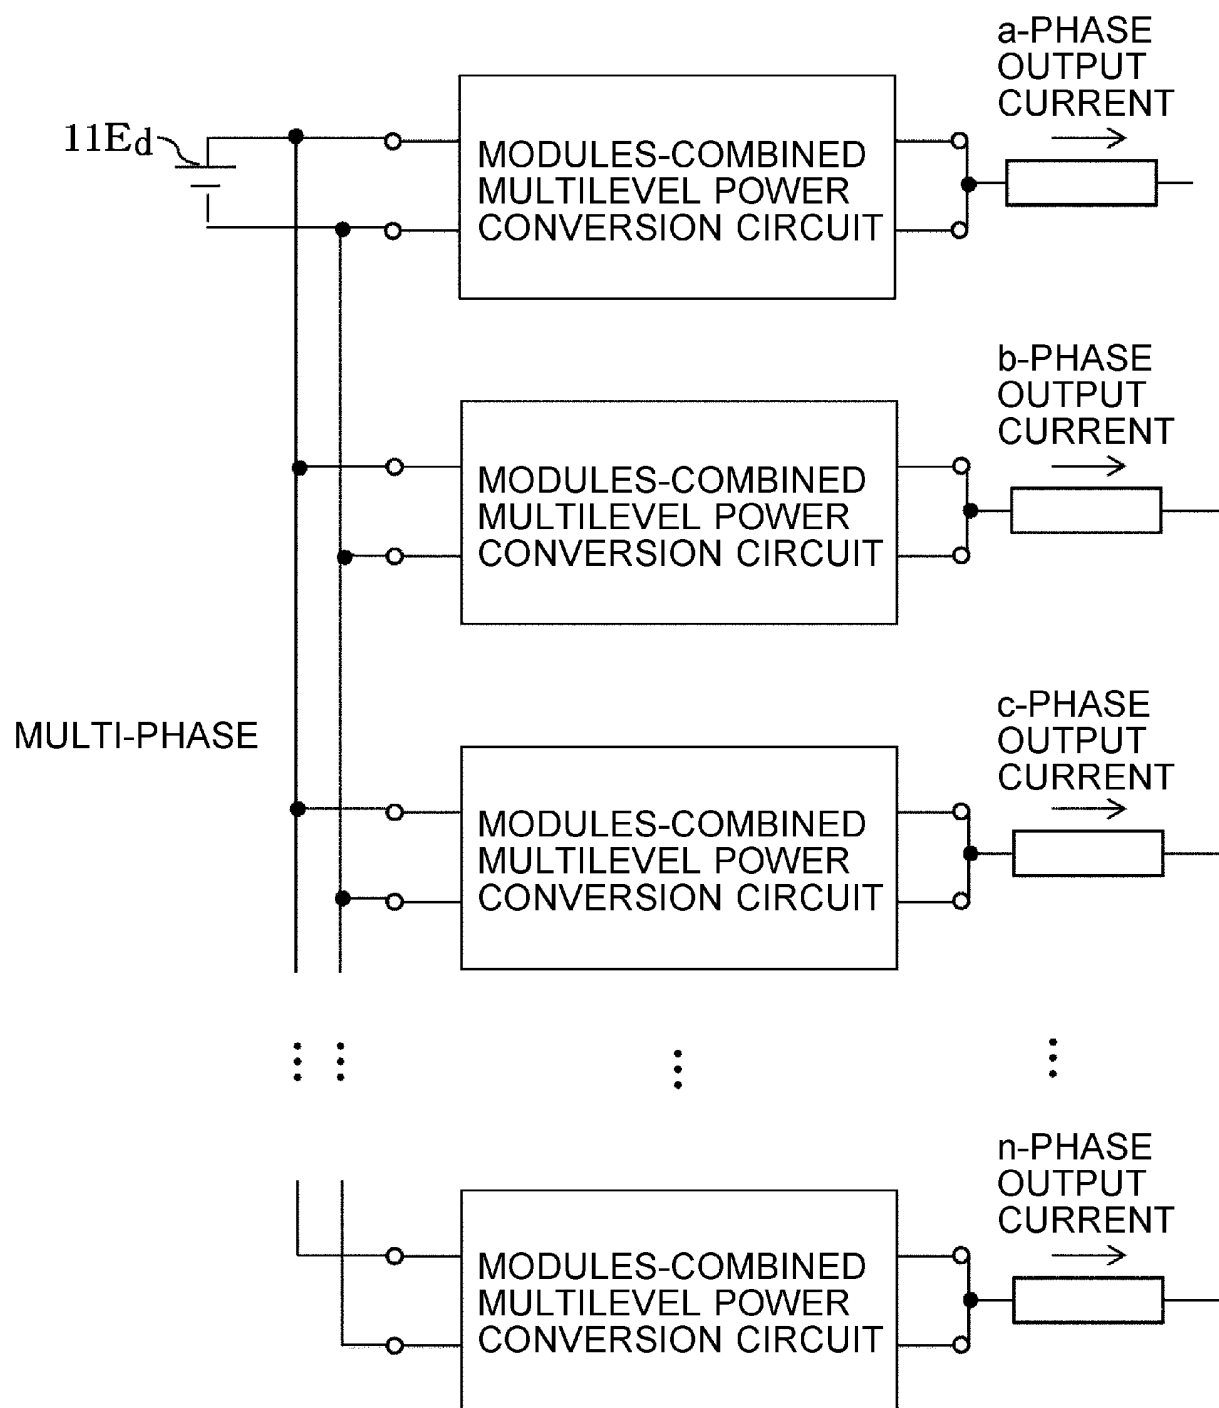 a-PHASE
OUTPUT
CURRENT
11Ed
MODULES-COMBINED
MULTILEVEL POWER
CONVERSION CIRCUIT
b-PHASE
OUTPUT
CURRENT
MODULES-COMBINED
MULTILEVEL POWER
CONVERSION CIRCUIT
MULTI-PHASE
c-PHASE
OUTPUT
CURRENT
MODULES-COMBINED
MULTILEVEL POWER
CONVERSION CIRCUIT
n-PHASE
OUTPUT
CURRENT
MODULES-COMBINED
MULTILEVEL POWER
CONVERSION CIRCUIT